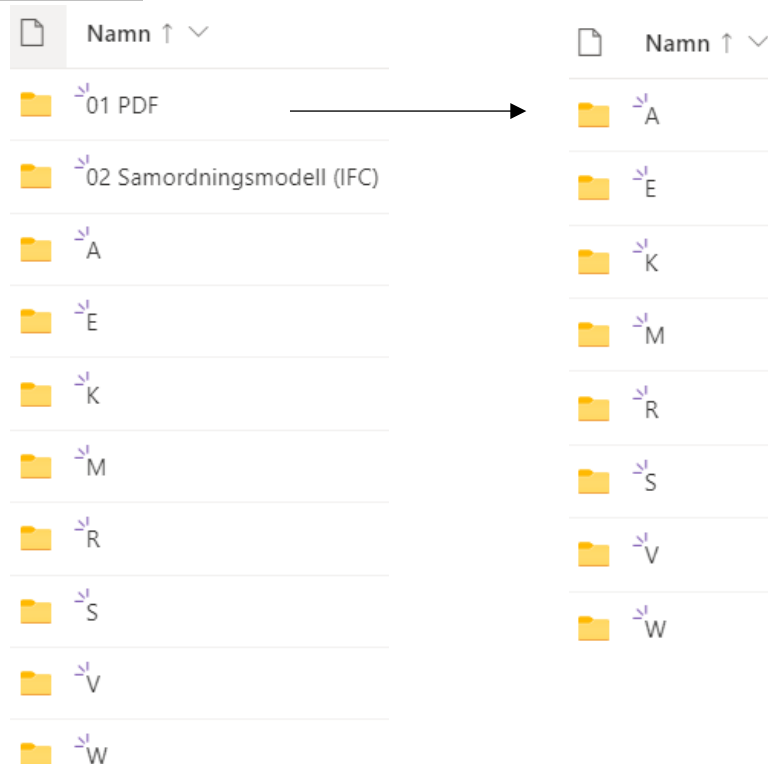 Namn ↑
01 PDF
02 Samordningsmodell (IFC)
A
E
K
M
R
S
V
W
Namn ↑
A
E
K
M
R
S
V
W